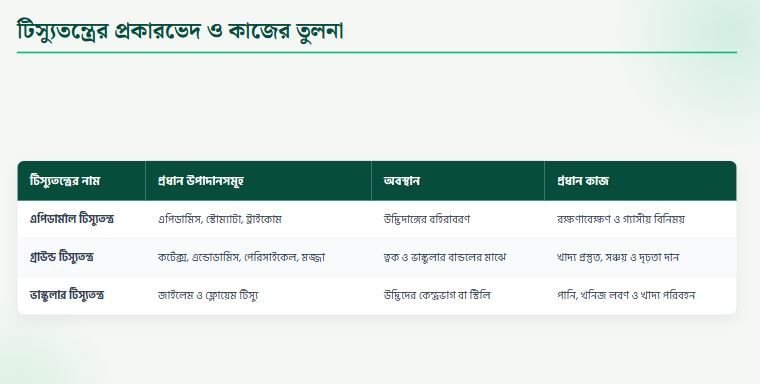 টিস্যুতন্ত্রের প্রকারভেদ ও কাজের তুলনা
টিস্যুতন্ত্রের নাম প্রধান উপাদানসমূহ অবস্থান প্রধান কাজ
এপিডার্মাল টিস্যুতন্ত্র এপিডার্মিস, স্টোম্যাটা, ট্রাইকোম উদ্ভিদাঙ্গের বহিরাবরণ রক্ষণাবেক্ষণ ও গ্যাসীয় বিনিময়
গ্রাউন্ড টিস্যুতন্ত্র কর্টেক্স, এন্ডোডার্মিস, পেরিসাইকেল, মজ্জা ত্বক ও ভাস্কুলার বান্ডলের মাঝে খাদ্য প্রস্তুত, সঞ্চয় ও দৃঢ়তা দান
ভাস্কুলার টিস্যুতন্ত্র জাইলেম ও ফ্লোয়েম টিস্যু উদ্ভিদের কেন্দ্রভাগ বা স্টিলি পানি, খনিজ লবণ ও খাদ্য পরিবহন